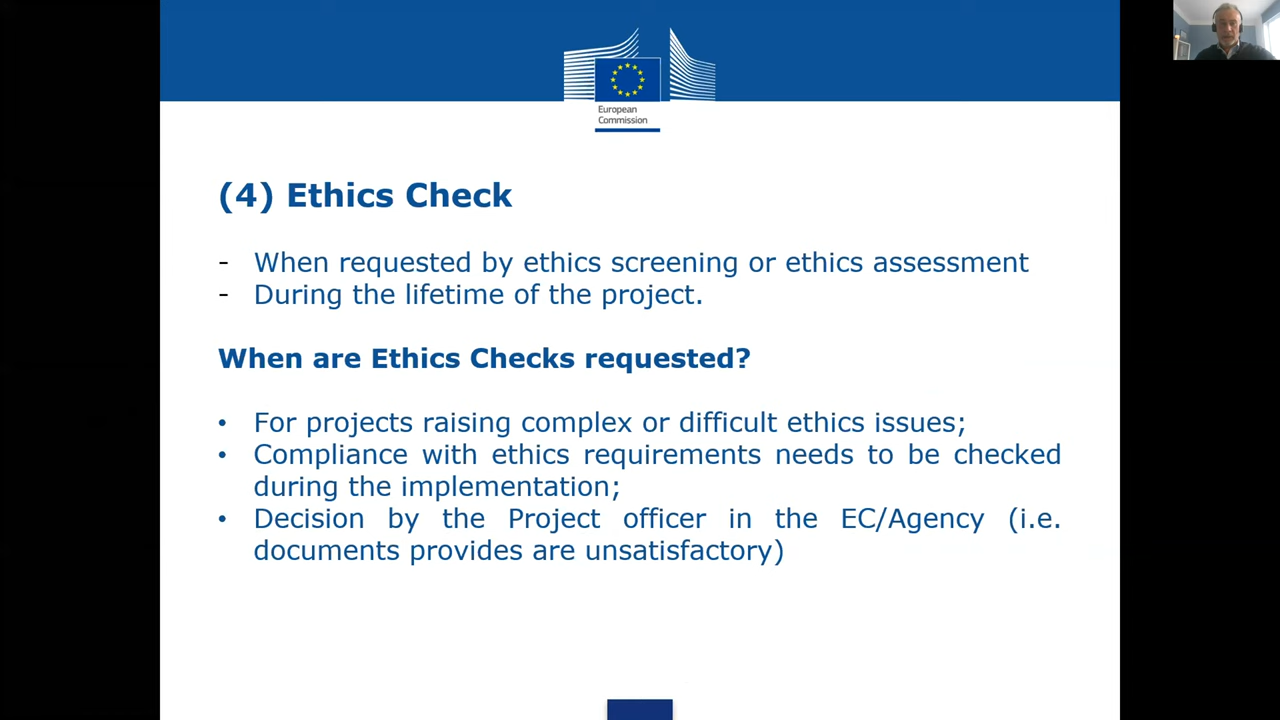 European
Commission
(4) Ethics Check
- When requested by ethics screening or ethics assessment
- During the lifetime of the project.
When are Ethics Checks requested?
• For projects raising complex or difficult ethics issues;
• Compliance with ethics requirements needs to be checked
during the implementation;
• Decision by the Project officer in the EC/Agency (i.e.
documents provides are unsatisfactory)